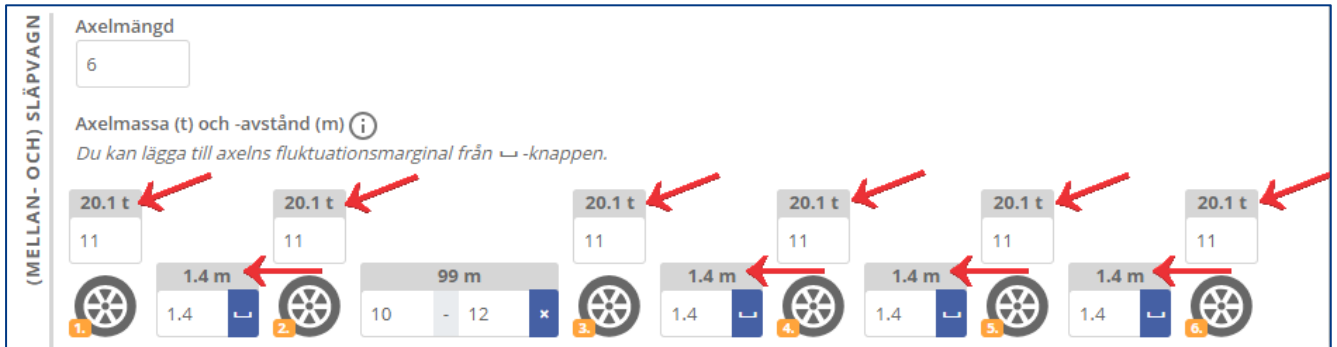 (MELLAN- OCH) SLÄPVAGN
Axelmängd
6
Axelmassa (t) och -avstånd (m) i
Du kan lägga till axelns fluktuationsmarginal från ⎵ -knappen.
20.1 t 20.1 t 20.1 t 20.1 t 20.1 t 20.1 t
11 11 11 11 11 11
1.4 m 99 m 1.4 m 1.4 m 1.4 m
1.4 ⎵ 10 - 12 × 1.4 ⎵ 1.4 ⎵ 1.4 ⎵
1. 2. 3. 4. 5. 6.